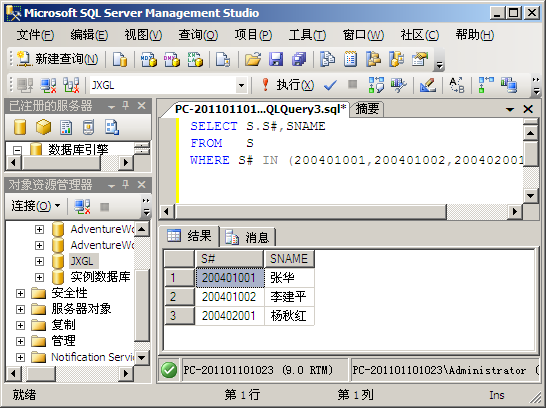 Microsoft SQL Server Management Studio
文件(F) 编辑(E) 视图(V) 查询(Q) 项目(P) 工具(T) 窗口(W) 社区(C) 帮助(H)
新建查询(N)
JXGL 执行(X)
已注册的服务器
数据库引擎
对象资源管理器
连接(O)
AdventureWo
AdventureWo
JXGL
实例数据库
安全性
服务器对象
复制
管理
Notification Servic
PC-201101101...QLQuery3.sql* 摘要
SELECT S.S#,SNAME
FROM S
WHERE S# IN (200401001,200401002,200402001
结果 消息
S# SNAME
1 200401001 张华
2 200401002 李建平
3 200402001 杨秋红
PC-201101101023 (9.0 RTM) PC-201101101023\Administrator (
就绪 第 1 行 第 1 列 Ins